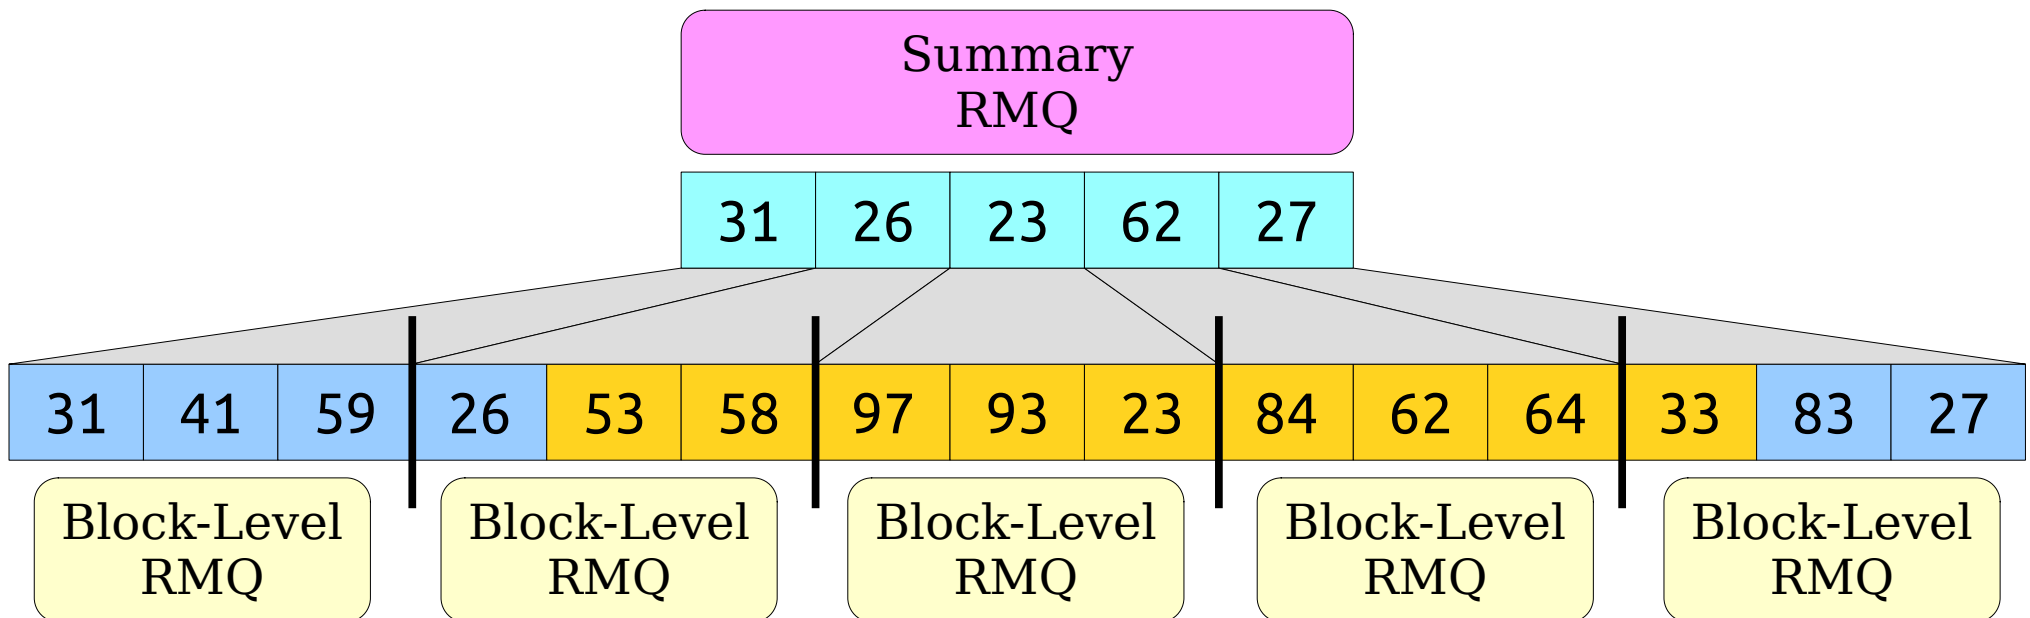 Summary
RMQ
31 26 23 62 27
31 41 59 26 53 58 97 93 23 84 62 64 33 83 27
Block-Level Block-Level Block-Level Block-Level Block-Level
RMQ RMQ RMQ RMQ RMQ